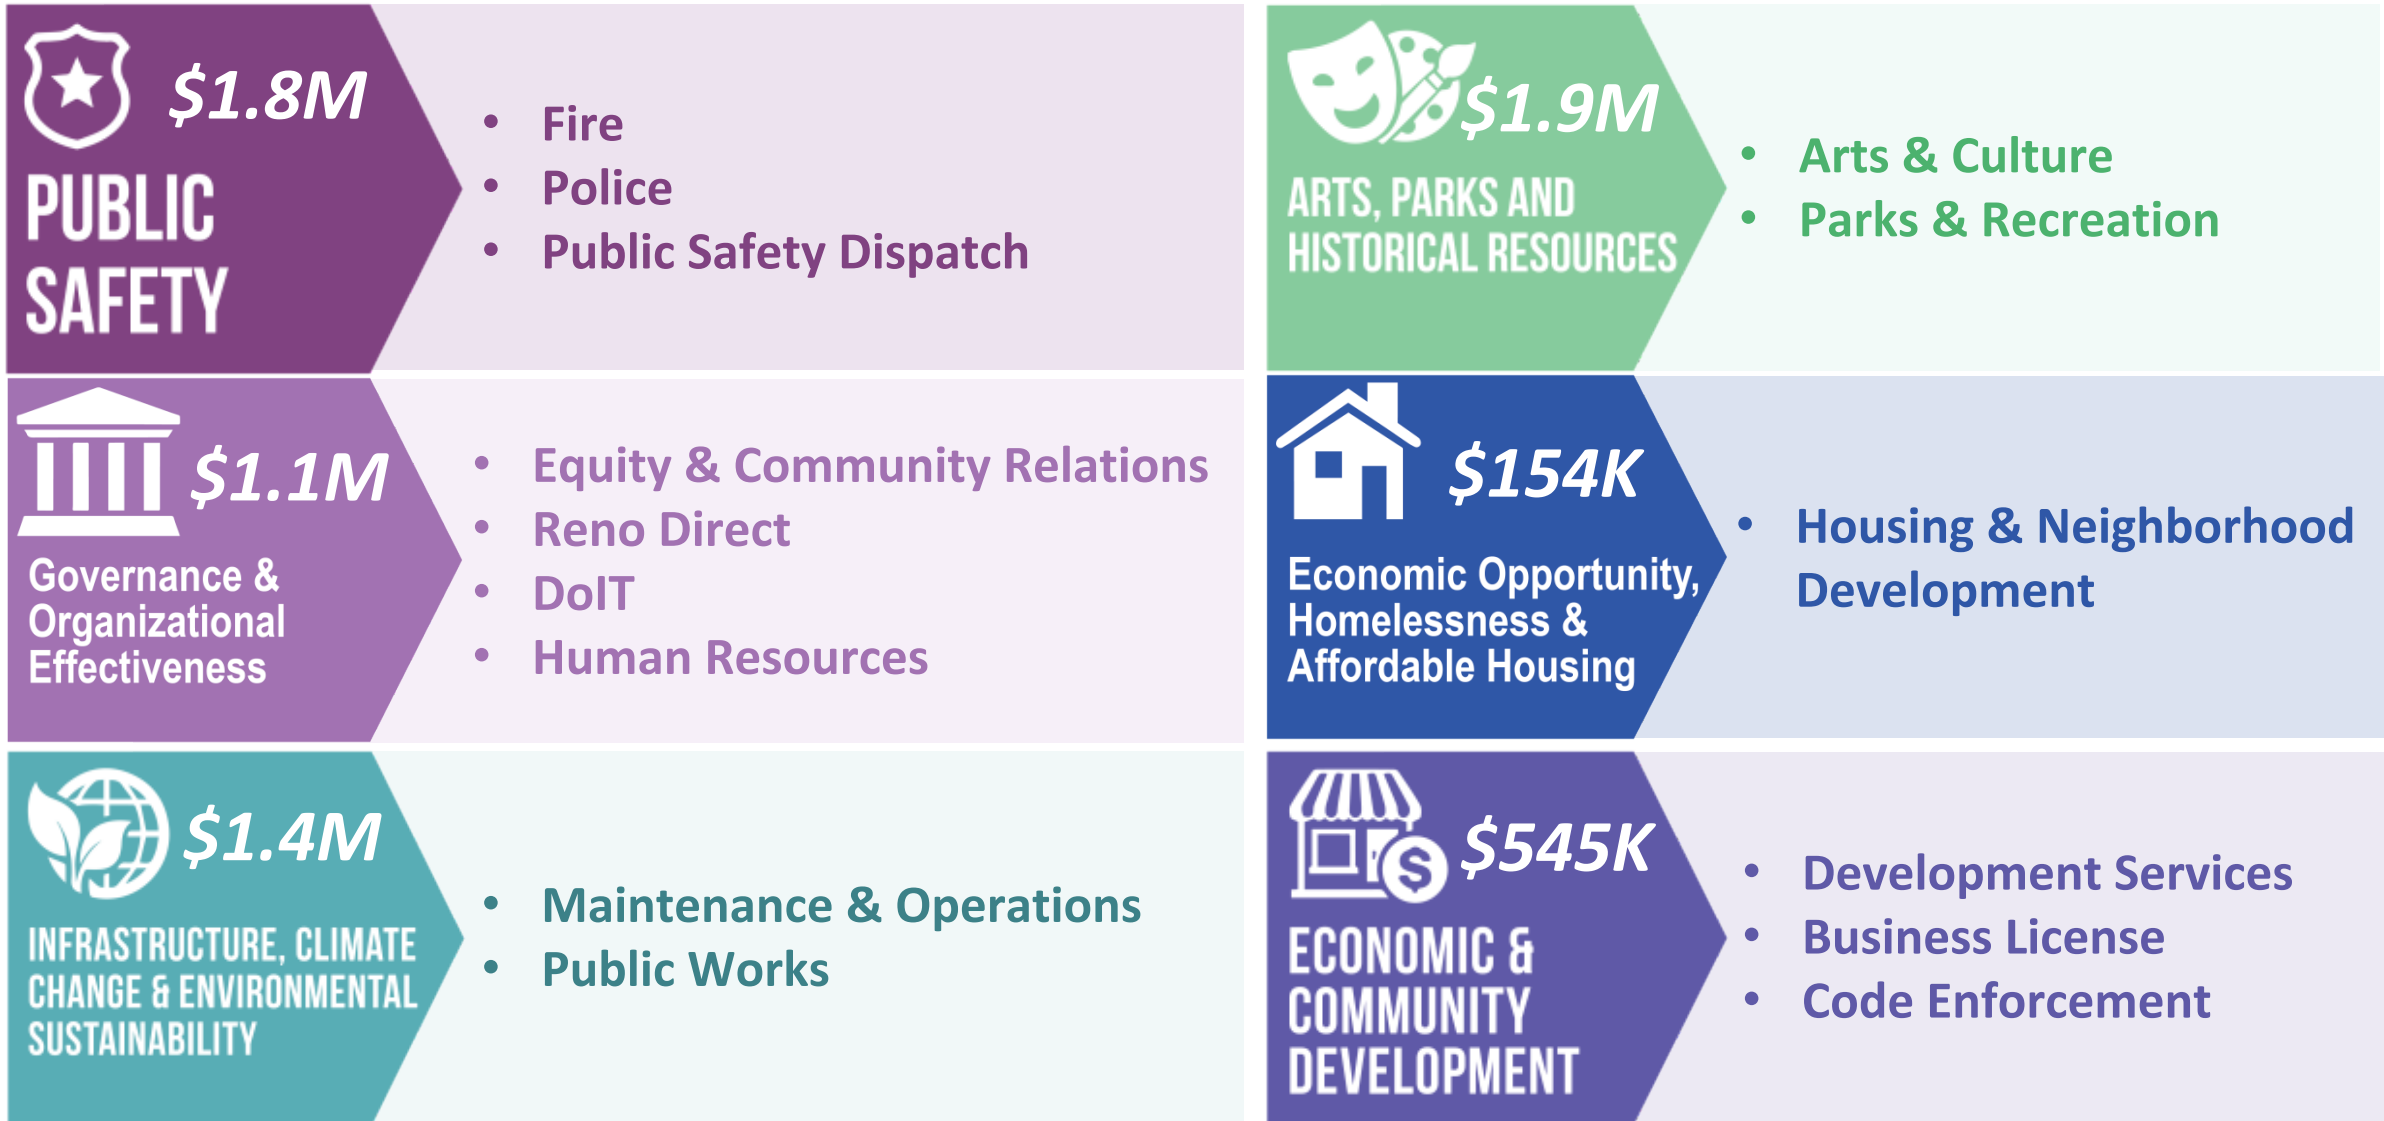 $1.8M
PUBLIC
SAFETY
• Fire
• Police
• Public Safety Dispatch
$1.9M
ARTS, PARKS AND
HISTORICAL RESOURCES
• Arts & Culture
• Parks & Recreation
$1.1M
Governance &
Organizational
Effectiveness
• Equity & Community Relations
• Reno Direct
• DoIT
• Human Resources
$154K
Economic Opportunity,
Homelessness &
Affordable Housing
• Housing & Neighborhood
Development
$1.4M
INFRASTRUCTURE, CLIMATE
CHANGE & ENVIRONMENTAL
SUSTAINABILITY
• Maintenance & Operations
• Public Works
$545K
$
ECONOMIC &
COMMUNITY
DEVELOPMENT
• Development Services
• Business License
• Code Enforcement